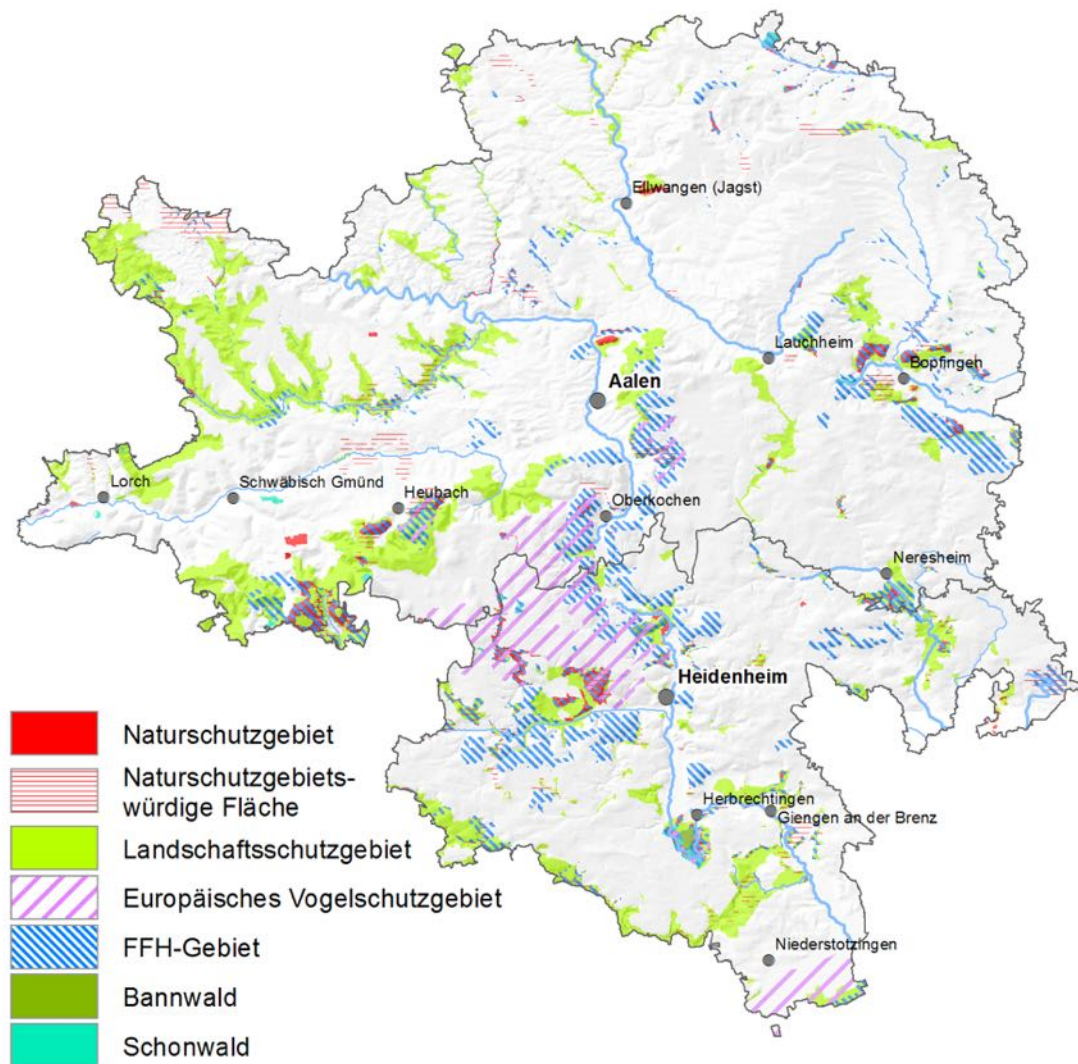 Ellwangen (Jagst)
Lauchheim
Bopfingen
Aalen
Lorch
Schwäbisch Gmünd
Heubach
Oberkochen
Neresheim
Heidenheim
Herbrechtingen
Giengen an der Brenz
Niederstotzingen
Naturschutzgebiet
Naturschutzgebiets-
würdige Fläche
Landschaftsschutzgebiet
Europäisches Vogelschutzgebiet
FFH-Gebiet
Bannwald
Schonwald